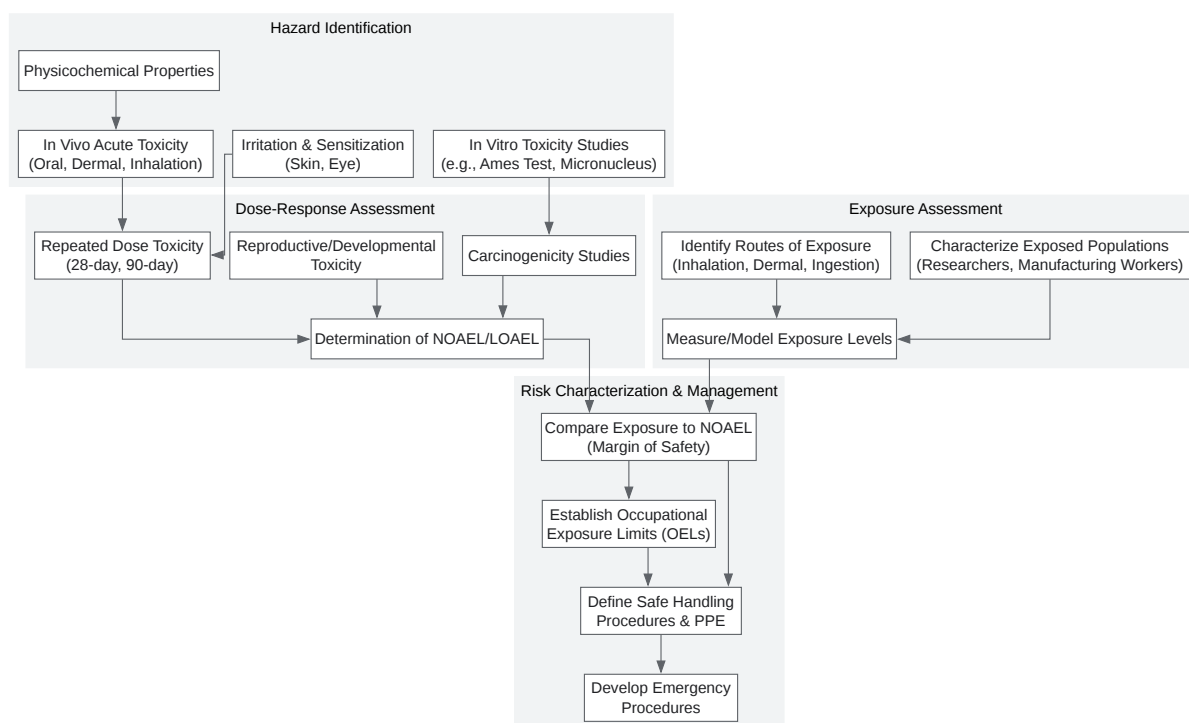 Hazard Identification
Physicochemical Properties
In Vivo Acute Toxicity
(Oral, Dermal, Inhalation)
Irritation & Sensitization
(Skin, Eye)
In Vitro Toxicity Studies
(e.g., Ames Test, Micronucleus)
Dose-Response Assessment
Repeated Dose Toxicity
(28-day, 90-day)
Reproductive/Developmental
Toxicity
Carcinogenicity Studies
Determination of NOAEL/LOAEL
Exposure Assessment
Identify Routes of Exposure
(Inhalation, Dermal, Ingestion)
Characterize Exposed Populations
(Researchers, Manufacturing Workers)
Measure/Model Exposure Levels
Risk Characterization & Management
Compare Exposure to NOAEL
(Margin of Safety)
Establish Occupational
Exposure Limits (OELs)
Define Safe Handling
Procedures & PPE
Develop Emergency
Procedures